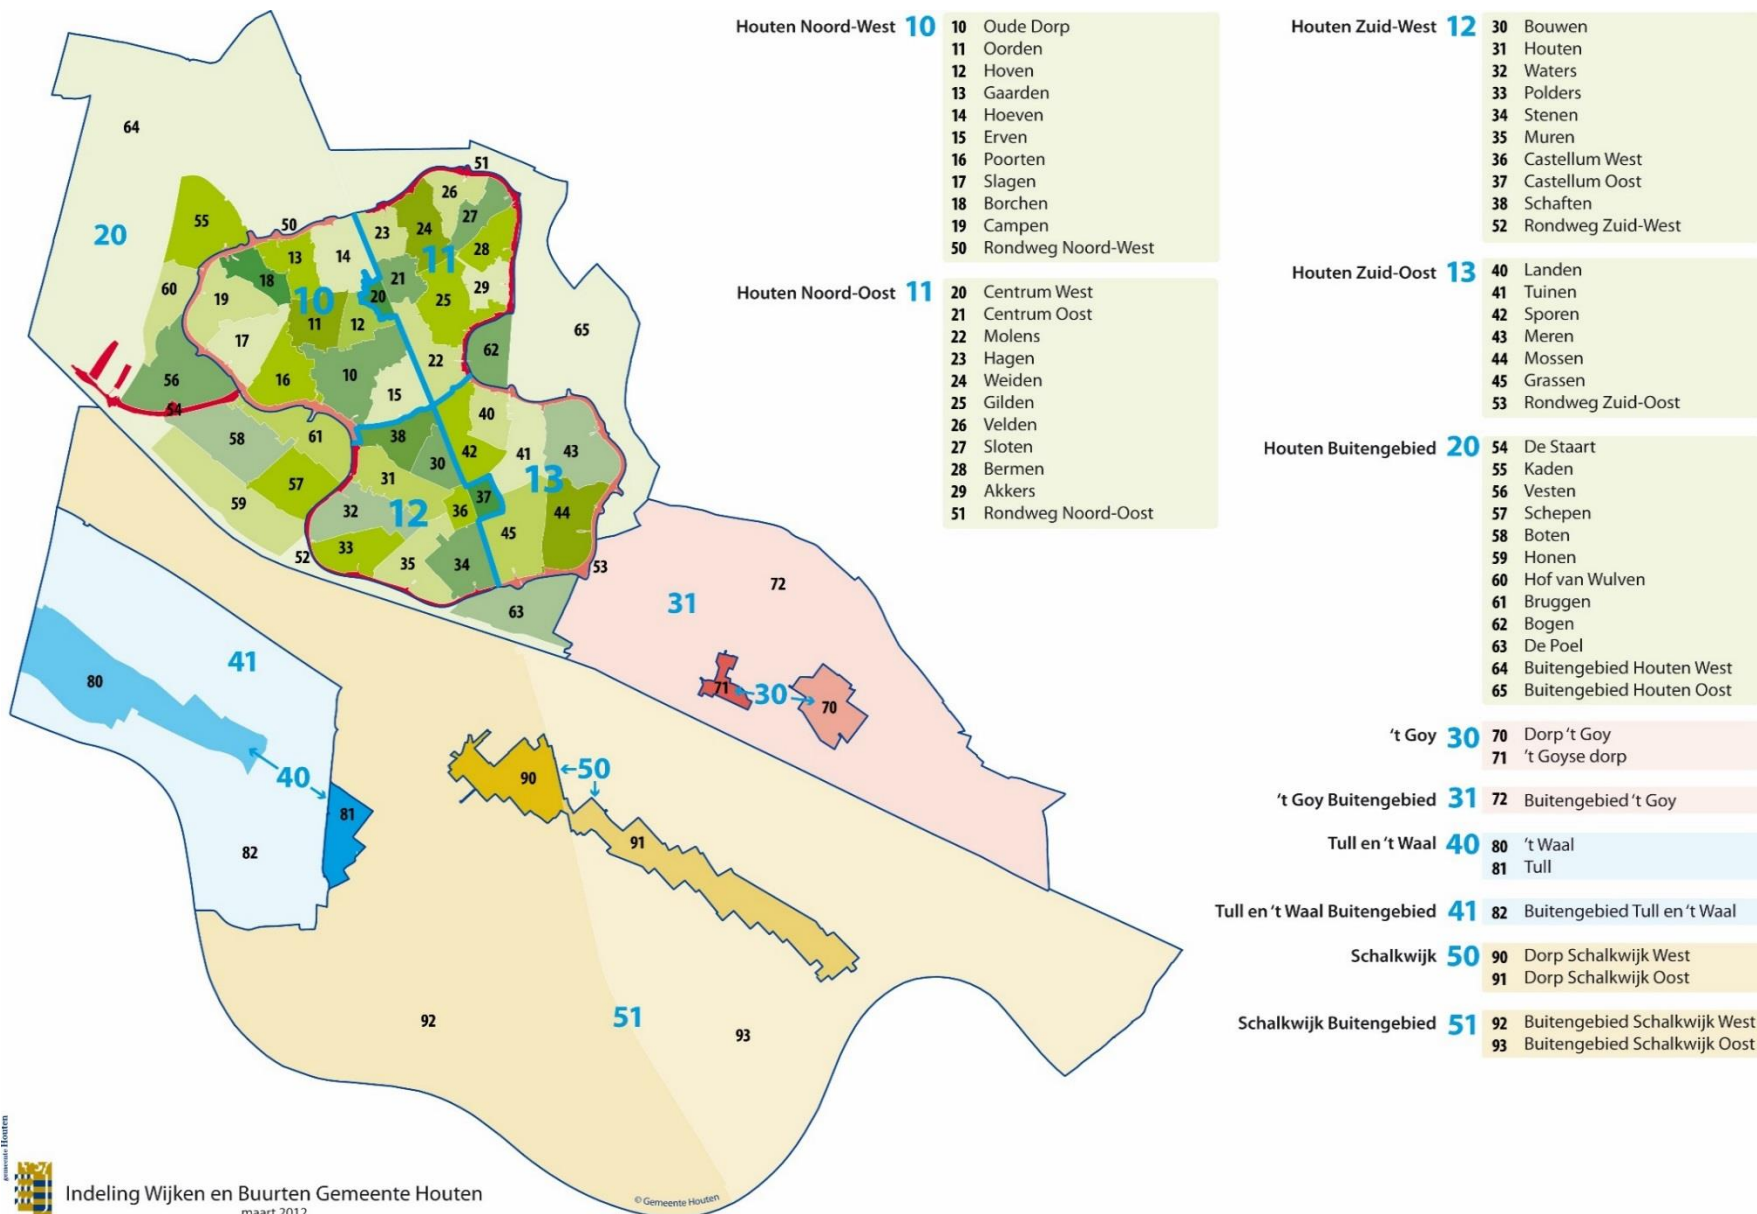 Houten Noord-West 10
10 Oude Dorp
11 Oorden
12 Hoven
13 Gaarden
14 Hoeven
15 Erven
16 Poorten
17 Slagen
18 Borchen
19 Campen
50 Rondweg Noord-West
Houten Noord-Oost 11
20 Centrum West
21 Centrum Oost
22 Molens
23 Hagen
24 Weiden
25 Gilden
26 Velden
27 Sloten
28 Bermen
29 Akkers
51 Rondweg Noord-Oost
Houten Zuid-West 12
30 Bouwen
31 Houten
32 Waters
33 Polders
34 Stenen
35 Muren
36 Castellum West
37 Castellum Oost
38 Schaften
52 Rondweg Zuid-West
Houten Zuid-Oost 13
40 Landen
41 Tuinen
42 Sporen
43 Meren
44 Mossen
45 Grassen
53 Rondweg Zuid-Oost
Houten Buitengebied 20
54 De Staart
55 Kaden
56 Vesten
57 Schepen
58 Boten
59 Honen
60 Hof van Wulven
61 Bruggen
62 Bogen
63 De Poel
64 Buitengebied Houten West
65 Buitengebied Houten Oost
't Goy 30
70 Dorp 't Goy
71 't Goyse dorp
't Goy Buitengebied 31
72 Buitengebied 't Goy
Tull en 't Waal 40
80 't Waal
81 Tull
Tull en 't Waal Buitengebied 41
82 Buitengebied Tull en 't Waal
Schalkwijk 50
90 Dorp Schalkwijk West
91 Dorp Schalkwijk Oost
Schalkwijk Buitengebied 51
92 Buitengebied Schalkwijk West
93 Buitengebied Schalkwijk Oost
64
51
26
55
50
23
24
27
20
13
14
11
28
18
21
60
19
10
20
25
29
11
12
17
65
22
62
56
16
10
15
54
40
58
61
38
42
41
43
30
57
31
13
37
59
32
12
36
44
33
45
52
35
34
53
72
63
31
41
80
71
30
70
40
90
50
81
91
82
92
51
93
gemeente Houten
Indeling Wijken en Buurten Gemeente Houten
maart 2012
© Gemeente Houten